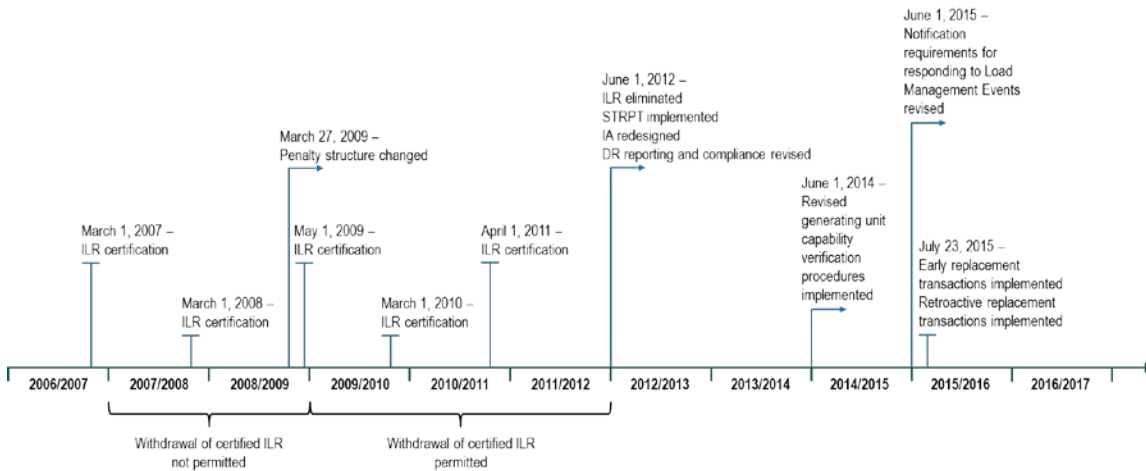 June 1, 2015 –
Notification
requirements for
responding to Load
Management Events
revised
June 1, 2012 –
ILR eliminated
STRPT implemented
IA redesigned
DR reporting and compliance revised
March 27, 2009 –
Penalty structure changed
June 1, 2014 –
Revised
generating unit
capability
verification
procedures
implemented
March 1, 2007 –
ILR certification
May 1, 2009 –
ILR certification
April 1, 2011 –
ILR certification
July 23, 2015 –
Early replacement
transactions implemented
Retroactive replacement
transactions implemented
March 1, 2008 –
ILR certification
March 1, 2010 –
ILR certification
2006/2007 2007/2008 2008/2009 2009/2010 2010/2011 2011/2012 2012/2013 2013/2014 2014/2015 2015/2016 2016/2017
Withdrawal of certified ILR
not permitted
Withdrawal of certified ILR
permitted